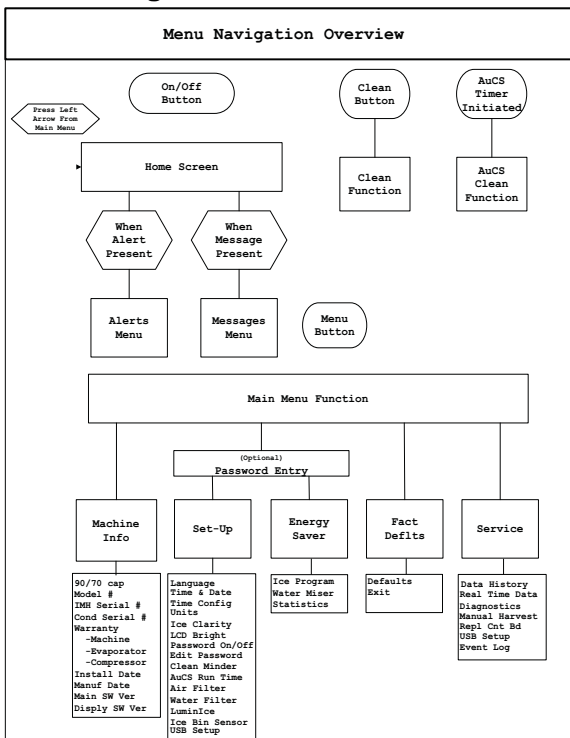 Menu Navigation Overview
On/Off
Button
Clean
Button
AuCS
Timer
Initiated
Press Left
Arrow From
Main Menu
Home Screen
Clean
Function
AuCS
Clean
Function
When
Alert
Present
When
Message
Present
Alerts
Menu
Messages
Menu
Menu
Button
Main Menu Function
(Optional)
Password Entry
Machine
Info
Set-Up
Energy
Saver
Fact
Deflts
Service
90/70 cap
Model #
IMH Serial #
Cond Serial #
Warranty
-Machine
-Evaporator
-Compressor
Install Date
Manuf Date
Main SW Ver
Disply SW Ver
Language
Time & Date
Time Config
Units
Ice Clarity
LCD Bright
Password On/Off
Edit Password
Clean Minder
AuCS Run Time
Air Filter
Water Filter
LuminIce
Ice Bin Sensor
USB Setup
Ice Program
Water Miser
Statistics
Defaults
Exit
Data History
Real Time Data
Diagnostics
Manual Harvest
Repl Cnt Bd
USB Setup
Event Log